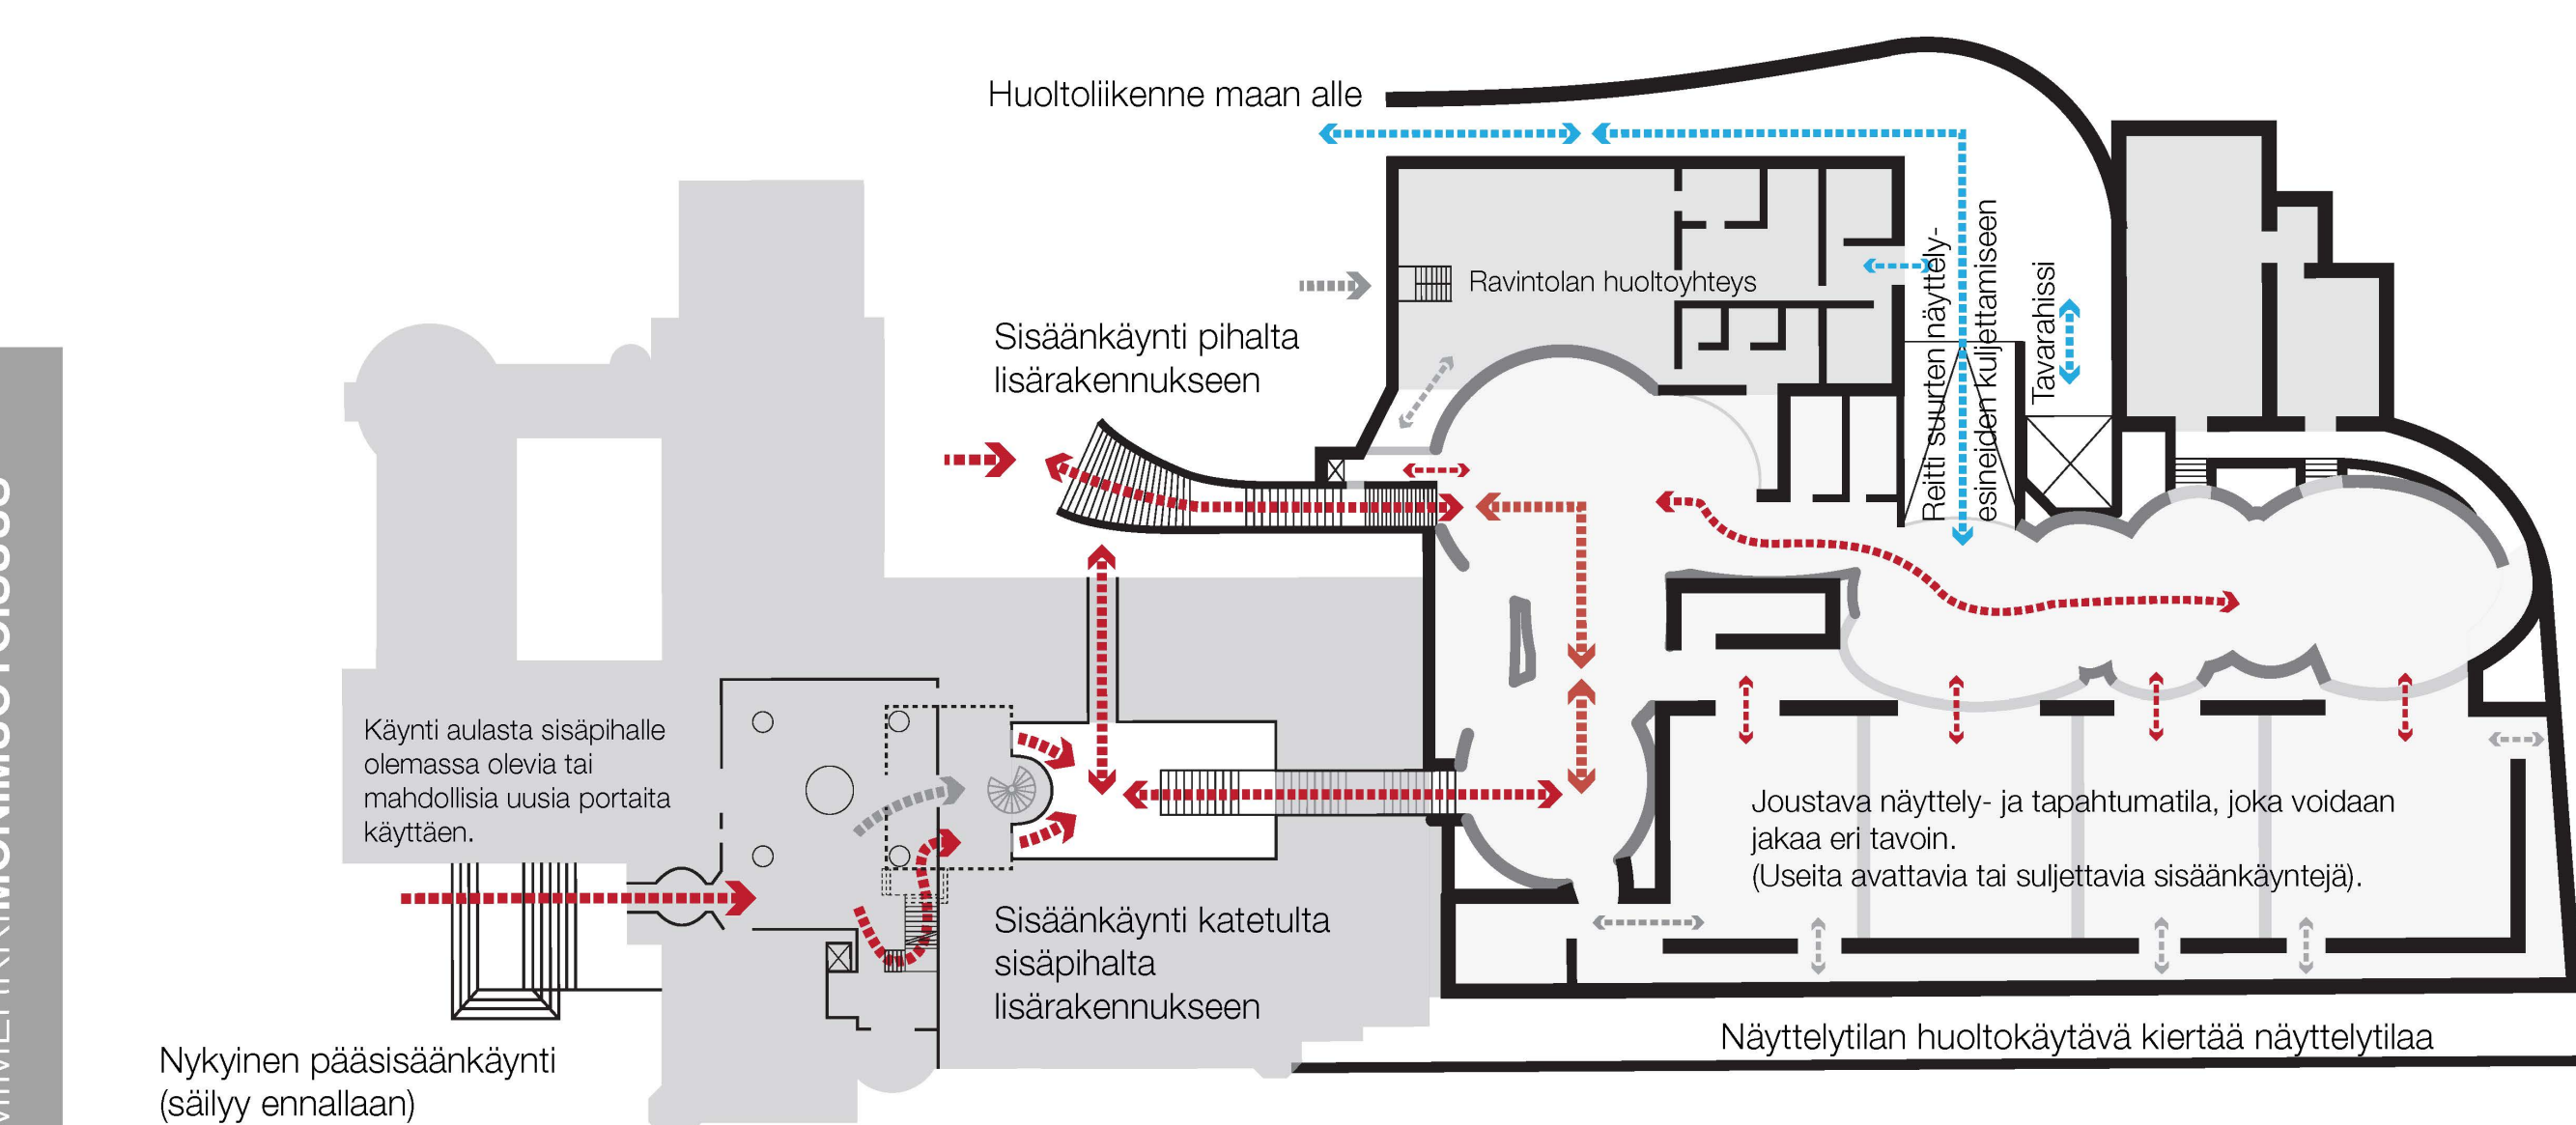 Huoltoliikenne maan alle
Ravintolan huoltoyhteys
Reitti suurten näyttely-
esineiden kuljettamiseen
Tavarahissi
Sisäänkäynti pihalta
lisärakennukseen
Käynti aulasta sisäpihalle
olemassa olevia tai
mahdollisia uusia portaita
käyttäen.
Joustava näyttely- ja tapahtumatila, joka voidaan
jakaa eri tavoin.
(Useita avattavia tai suljettavia sisäänkäyntejä).
Sisäänkäynti katetulta
sisäpihalta
lisärakennukseen
Näyttelytilan huoltokäytävä kiertää näyttelytilaa
Nykyinen pääsisäänkäynti
(säilyy ennallaan)